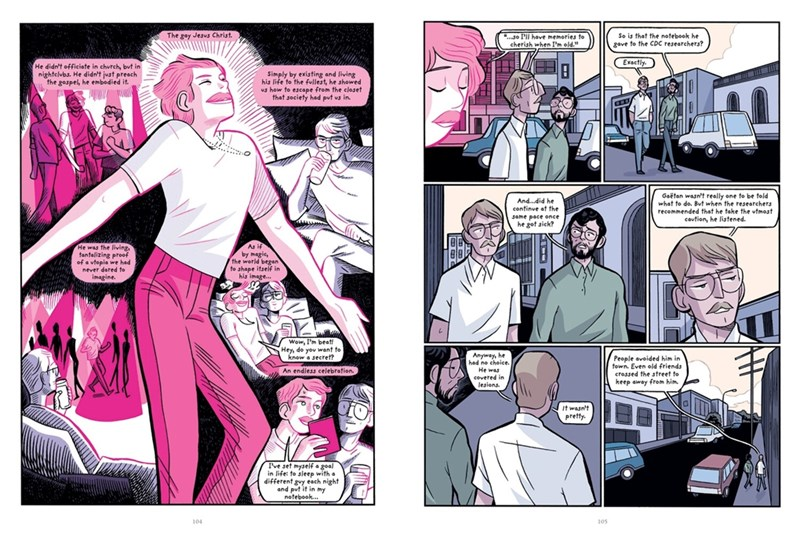 The gay Jesus Christ.
He didn't officiate in church, but in
nightclubs. He didn't just preach
the gospel, he embodied it.
Simply by existing and living
his life to the fullest, he showed
us how to escape from the closet
that society had put us in.
He was the living,
tantalizing proof
of a utopia we had
never dared to
imagine.
As if
by magic,
the world began
to shape itself in
his image...
Wow, I'm beat!
Hey, do you want to
know a secret?
An endless celebration.
I've set myself a goal
in life: to sleep with a
different guy each night
and put it in my
notebook...
104
"...so I'll have memories to
cherish when I'm old."
So is that the notebook he
gave to the CDC researchers?
Exactly.
And...did he
continue at the
same pace once
he got sick?
Gaëtan wasn't really one to be told
what to do. But when the researchers
recommended that he take the utmost
caution, he listened.
Anyway, he
had no choice.
He was
covered in
lesions.
It wasn't
pretty.
People avoided him in
town. Even old friends
crossed the street to
keep away from him.
105